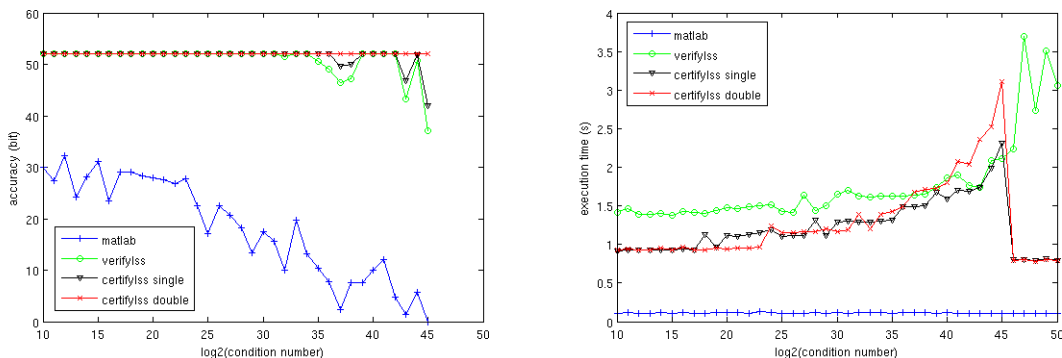 60
50
40
30
20
10
0
accuracy (bit)
matlab
verifylss
certifylss single
certifylss double
10 15 20 25 30 35 40 45 50
log2(condition number)
4
3.5
3
2.5
2
1.5
1
0.5
0
execution time (s)
matlab
verifylss
certifylss single
certifylss double
10 15 20 25 30 35 40 45 50
log2(condition number)